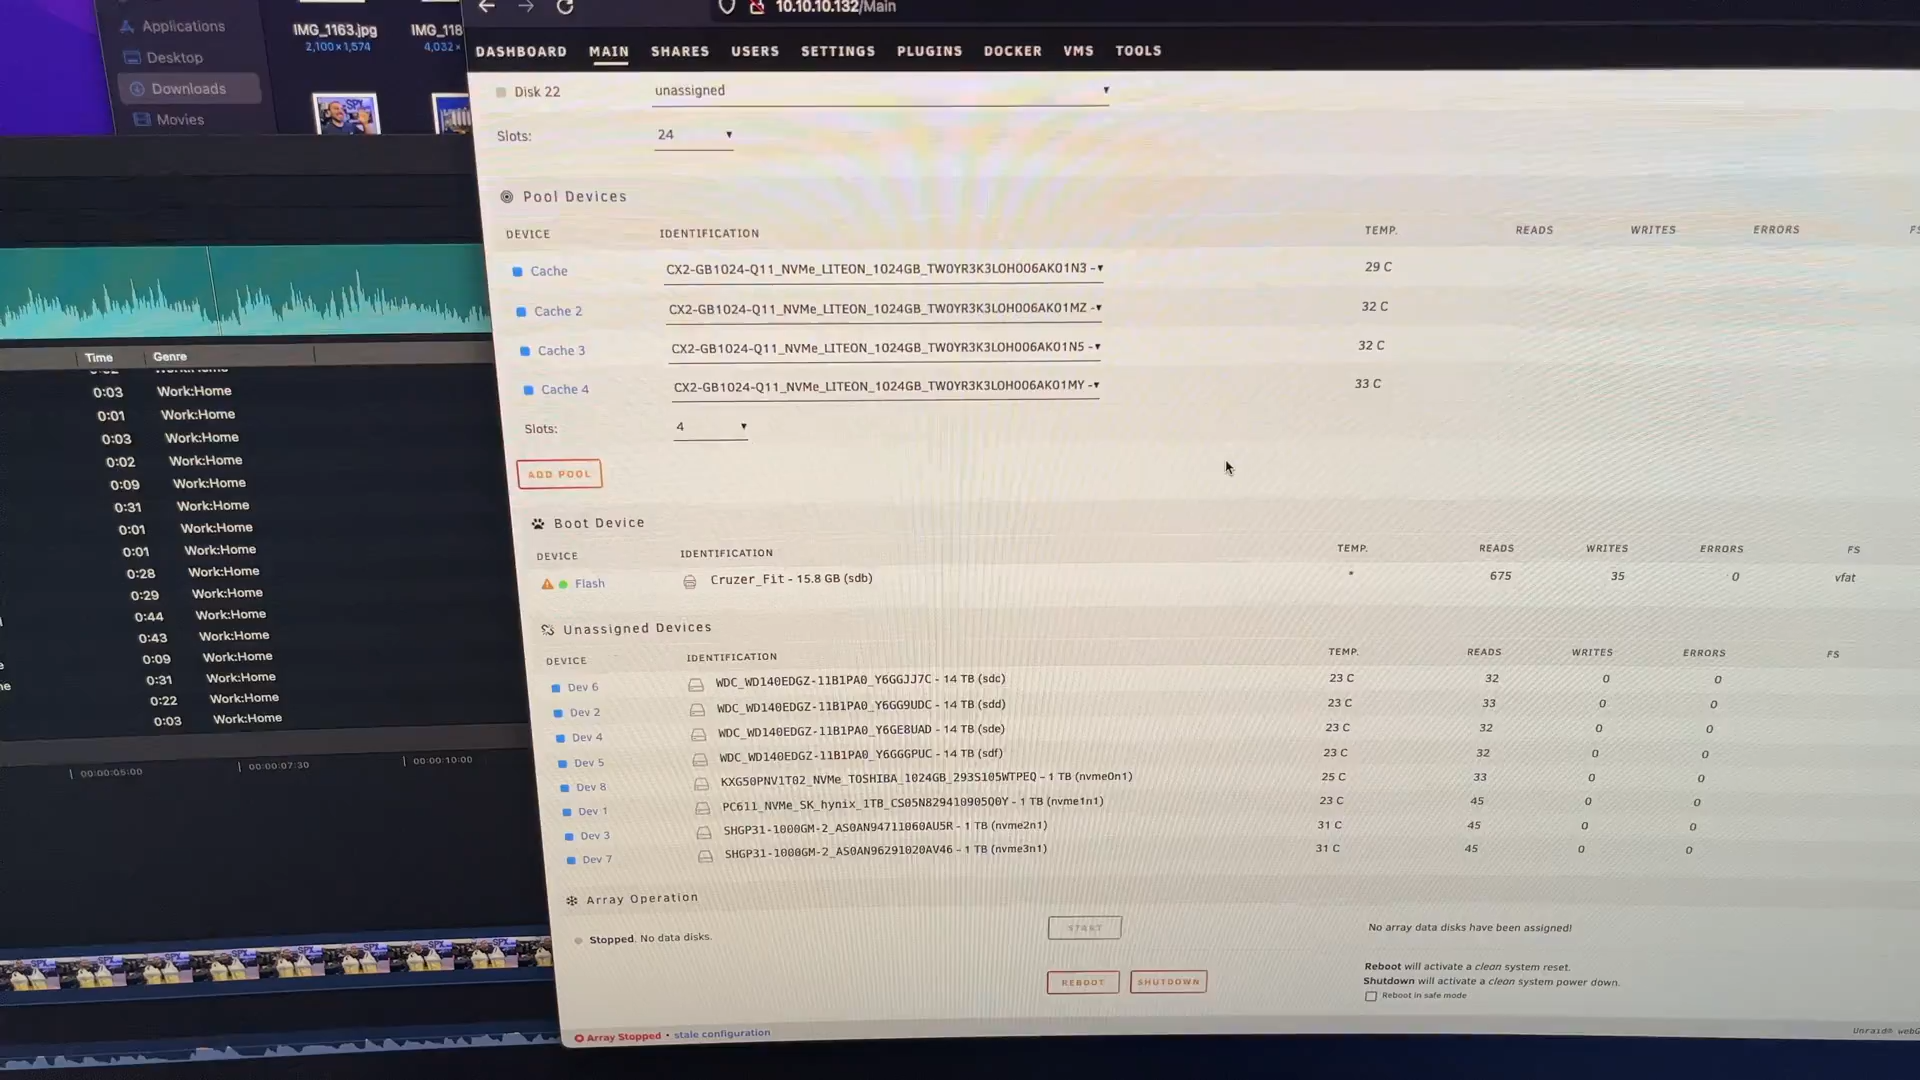 Applications
Desktop
Downloads
Movies
IMG_1163.jpg
2,100×1,574
IMG_118
4,032×
10.10.10.132/Main
DASHBOARD MAIN SHARES USERS SETTINGS PLUGINS DOCKER VMS TOOLS
Disk 22 unassigned
Slots: 24
Pool Devices
DEVICE IDENTIFICATION TEMP. READS WRITES ERRORS FS
Cache CX2-GB1024-Q11_NVMe_LITEON_1024GB_TW0YR3K3LOH006AK01N3 - 29 C
Cache 2 CX2-GB1024-Q11_NVMe_LITEON_1024GB_TW0YR3K3LOH006AK01MZ - 32 C
Cache 3 CX2-GB1024-Q11_NVMe_LITEON_1024GB_TW0YR3K3LOH006AK01N5 - 32 C
Cache 4 CX2-GB1024-Q11_NVMe_LITEON_1024GB_TW0YR3K3LOH006AK01MY - 33 C
Slots: 4
ADD POOL
Boot Device
DEVICE IDENTIFICATION TEMP. READS WRITES ERRORS FS
Flash Cruzer_Fit - 15.8 GB (sdb) * 675 35 0 vfat
Unassigned Devices
DEVICE IDENTIFICATION TEMP. READS WRITES ERRORS FS
Dev 6 WDC_WD140EDGZ-11B1PA0_Y6GGJJ7C - 14 TB (sdc) 23 C 32 0 0
Dev 2 WDC_WD140EDGZ-11B1PA0_Y6GG9UDC - 14 TB (sdd) 23 C 33 0 0
Dev 4 WDC_WD140EDGZ-11B1PA0_Y6GE8UAD - 14 TB (sde) 23 C 32 0 0
Dev 5 WDC_WD140EDGZ-11B1PA0_Y6GGGPUC - 14 TB (sdf) 23 C 32 0 0
Dev 8 KXG50PNV1T02_NVMe_TOSHIBA_1024GB_293S105WTPEQ - 1 TB (nvme0n1) 25 C 33 0 0
Dev 1 PC611_NVMe_SK_hynix_1TB_CS05N82941090500Y - 1 TB (nvme1n1) 23 C 45 0 0
Dev 3 SHGP31-1000GM-2_AS0AN94711060AU5R - 1 TB (nvme2n1) 31 C 45 0 0
Dev 7 SHGP31-1000GM-2_AS0AN96291020AV46 - 1 TB (nvme3n1) 31 C 45 0 0
Array Operation
Stopped. No data disks. START No array data disks have been assigned!
REBOOT SHUTDOWN
Reboot will activate a clean system reset.
Shutdown will activate a clean system power down.
Reboot in safe mode
Array Stopped • stale configuration
Unraid® webG
Time Genre
0:03 Work:Home
0:01 Work:Home
0:03 Work:Home
0:02 Work:Home
0:09 Work:Home
0:31 Work:Home
0:01 Work:Home
0:01 Work:Home
0:28 Work:Home
0:29 Work:Home
0:44 Work:Home
0:43 Work:Home
0:09 Work:Home
0:31 Work:Home
0:22 Work:Home
0:03 Work:Home
00:00:05:00 00:00:07:30 00:00:10:00